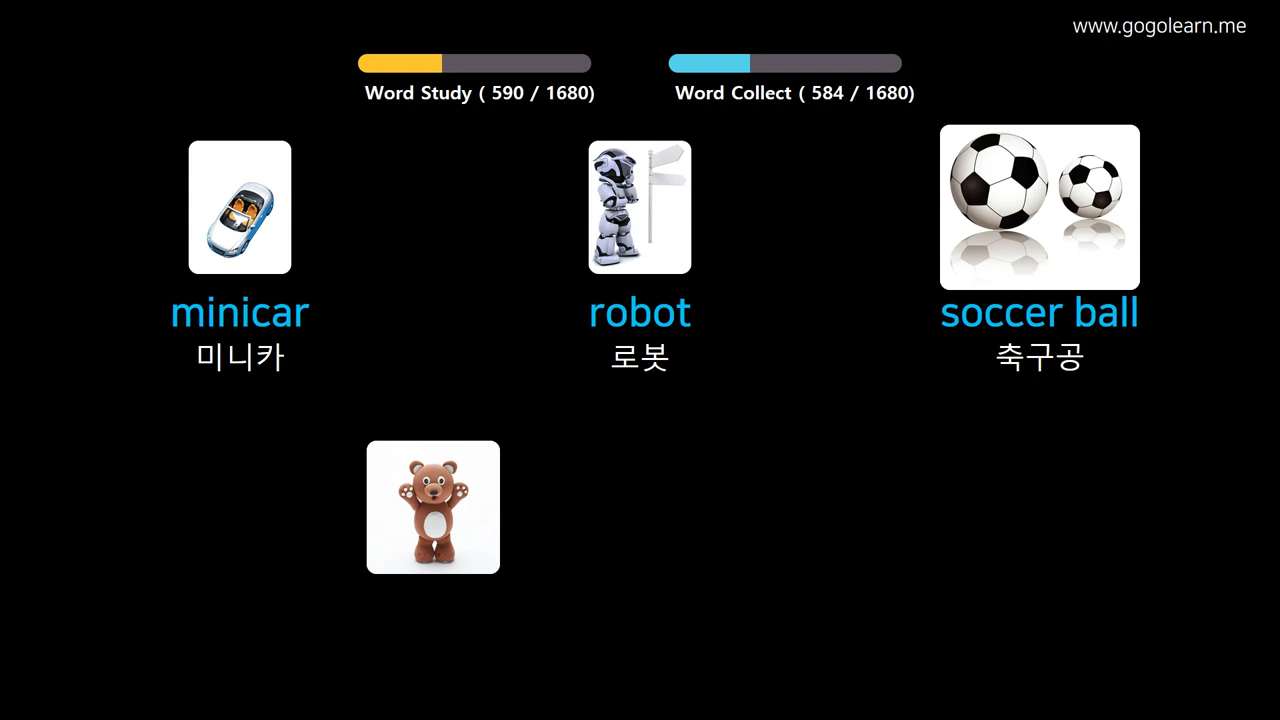 www.gogolearn.me
Word Study ( 590 / 1680)
Word Collect ( 584 / 1680)
minicar
미니카
robot
로봇
soccer ball
축구공